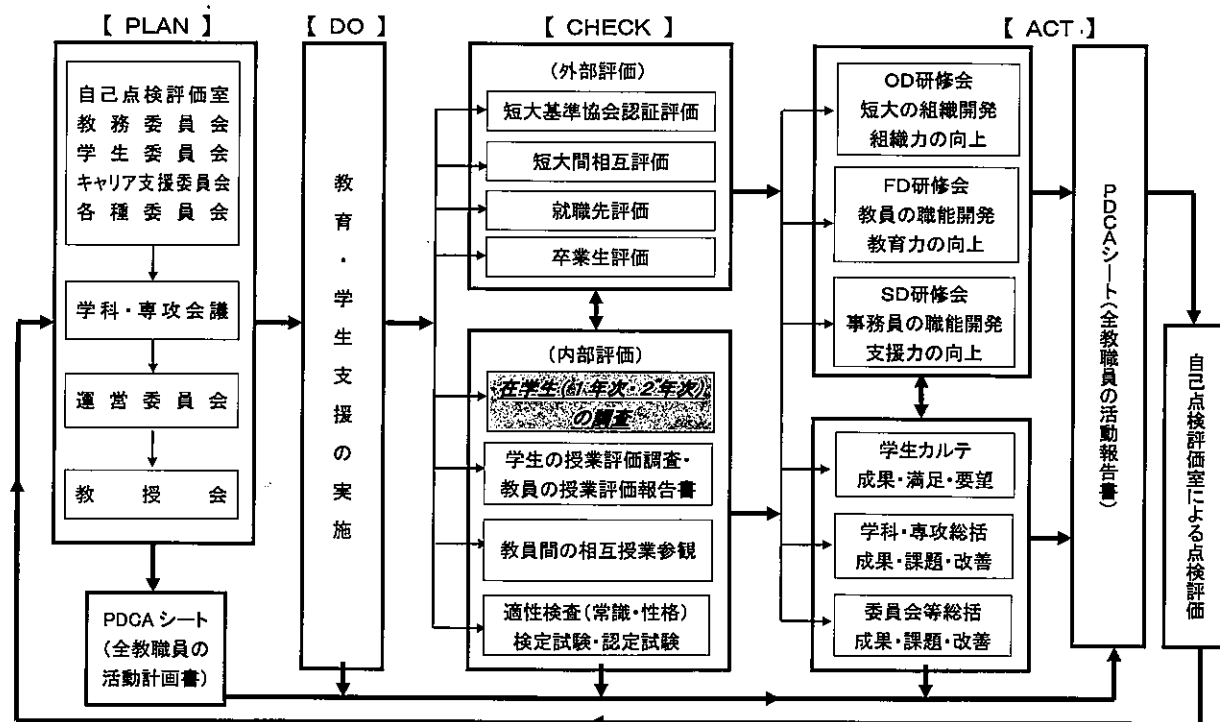 【 PLAN 】
自己点検評価室
教務委員会
学生委員会
キャリア支援委員会
各種委員会
学科・専攻会議
運営委員会
教授会
PDCAシート
(全教職員の
活動計画書)
【 DO 】
教育・学生支援の実施
【 CHECK 】
(外部評価)
短大基準協会認証評価
短大間相互評価
就職先評価
卒業生評価
(内部評価)
在学生(1年次・2年次)
の調査
学生の授業評価調査・
教員の授業評価報告書
教員間の相互授業参観
適性検査(常識・性格)
検定試験・認定試験
【 ACT 】
OD研修会
短大の組織開発
組織力の向上
FD研修会
教員の職能開発
教育力の向上
SD研修会
事務員の職能開発
支援力の向上
学生カルテ
成果・満足・要望
学科・専攻総括
成果・課題・改善
委員会等総括
成果・課題・改善
PDCAシート(全教職員の活動報告書)
自己点検評価室による点検評価